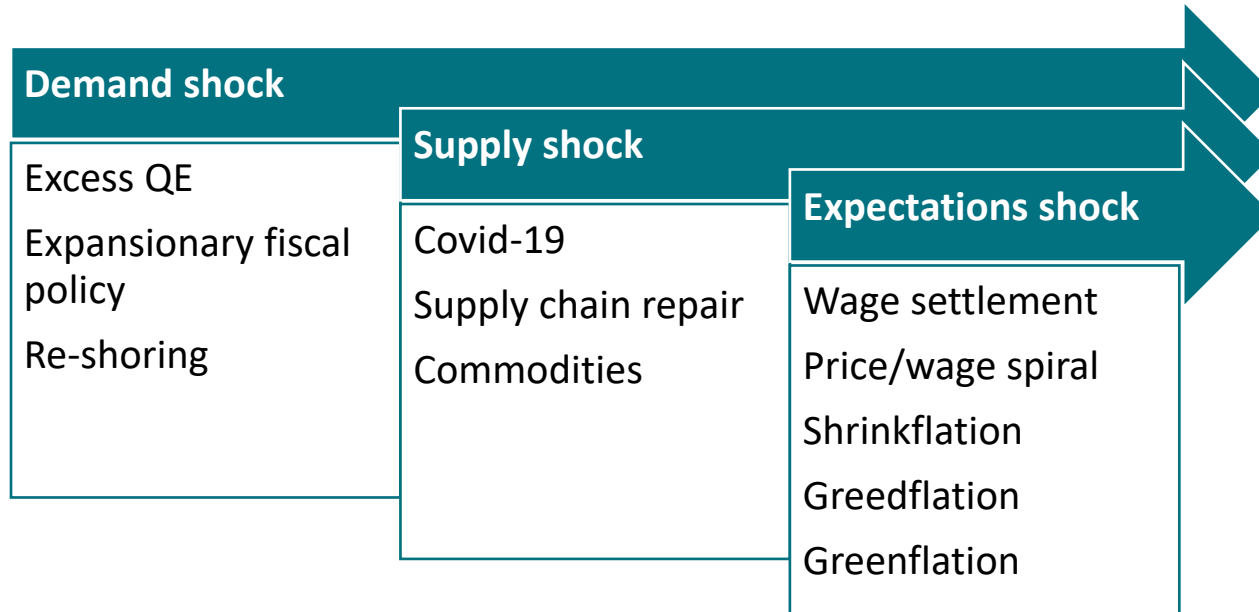 Demand shock
Excess QE
Expansionary fiscal
policy
Re-shoring
Supply shock
Covid-19
Supply chain repair
Commodities
Expectations shock
Wage settlement
Price/wage spiral
Shrinkflation
Greedflation
Greenflation